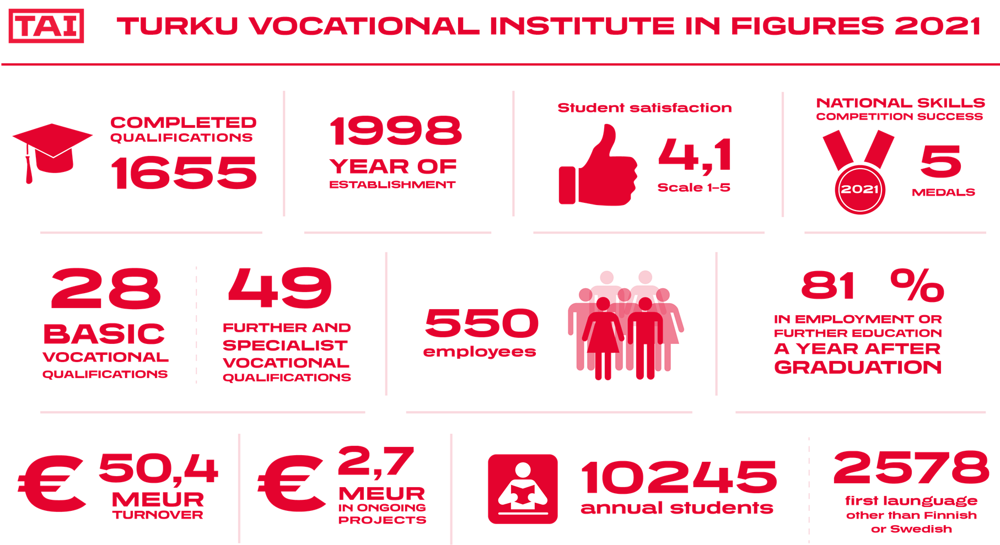 TAI
TURKU VOCATIONAL INSTITUTE IN FIGURES 2021
COMPLETED
QUALIFICATIONS
1655
1998
YEAR OF
ESTABLISHMENT
Student satisfaction
4,1
Scale 1-5
NATIONAL SKILLS
COMPETITION SUCCESS
2021
5
MEDALS
28
BASIC
VOCATIONAL
QUALIFICATIONS
49
FURTHER AND
SPECIALIST
VOCATIONAL
QUALIFICATIONS
550
employees
81 %
IN EMPLOYMENT OR
FURTHER EDUCATION
A YEAR AFTER
GRADUATION
€ 50,4
MEUR
TURNOVER
€ 2,7
MEUR
IN ONGOING
PROJECTS
10245
annual students
2578
first launguage
other than Finnish
or Swedish